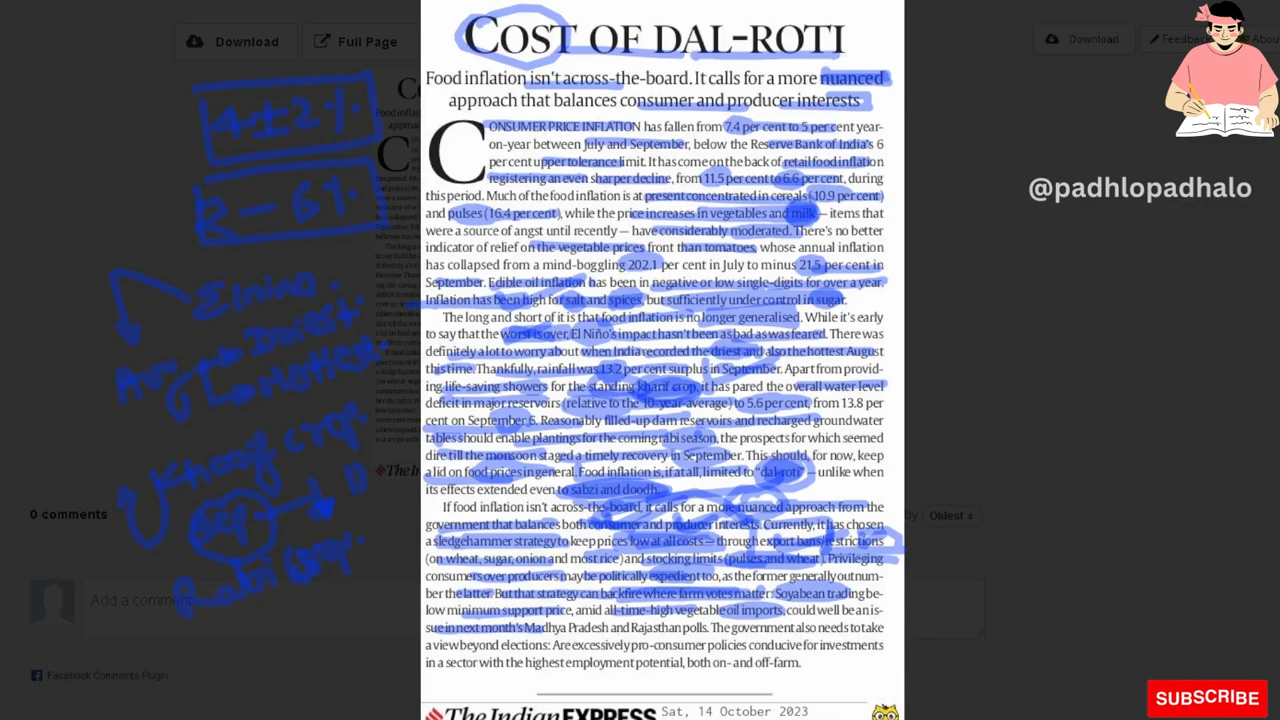 Download
Full Page
Download
Feedback
COST OF DAL-ROTI
Food inflation isn't across-the-board. It calls for a more nuanced
approach that balances consumer and producer interests
CONSUMER PRICE INFLATION has fallen from 7.4 per cent to 5 per cent year-
on-year between July and September, below the Reserve Bank of India's 6
per cent upper tolerance limit. It has come on the back of retail food inflation
registering an even sharper decline, from 11.5 per cent to 6.6 per cent, during
this period. Much of the food inflation is at present concentrated in cereals (10.9 per cent)
and pulses (16.4 per cent), while the price increases in vegetables and milk — items that
were a source of angst until recently — have considerably moderated. There's no better
indicator of relief on the vegetable prices front than tomatoes, whose annual inflation
has collapsed from a mind-boggling 202.1 per cent in July to minus 21.5 per cent in
September. Edible oil inflation has been in negative or low single-digits for over a year.
Inflation has been high for salt and spices, but sufficiently under control in sugar.
The long and short of it is that food inflation is no longer generalised. While it's early
to say that the worst is over, El Niño's impact hasn't been as bad as was feared. There was
definitely a lot to worry about when India recorded the driest and also the hottest August
this time. Thankfully, rainfall was 13.2 per cent surplus in September. Apart from provid-
ing life-saving showers for the standing kharif crop, it has pared the overall water level
deficit in major reservoirs (relative to the 10-year-average) to 5.6 per cent, from 13.8 per
cent on September 6. Reasonably filled-up dam reservoirs and recharged groundwater
tables should enable plantings for the coming rabi season, the prospects for which seemed
dire till the monsoon staged a timely recovery in September. This should, for now, keep
a lid on food prices in general. Food inflation is, if at all, limited to "dal-roti" — unlike when
its effects extended even to sabzi and doodh.
If food inflation isn't across-the-board, it calls for a more nuanced approach from the
government that balances both consumer and producer interests. Currently, it has chosen
a sledgehammer strategy to keep prices low at all costs — through export bans/restrictions
(on wheat, sugar, onion and most rice) and stocking limits (pulses and wheat). Privileging
consumers over producers may be politically expedient too, as the former generally outnum-
ber the latter. But that strategy can backfire where farm votes matter: Soyabean trading be-
low minimum support price, amid all-time-high vegetable oil imports, could well be an is-
sue in next month's Madhya Pradesh and Rajasthan polls. The government also needs to take
a view beyond elections: Are excessively pro-consumer policies conducive for investments
in a sector with the highest employment potential, both on- and off-farm.
The Indian EXPRESS
Sat, 14 October 2023
@padhlopadhalo
0 comments
by
Oldest
Add a comment
Facebook Comments Plugin
SUBSCRIBE